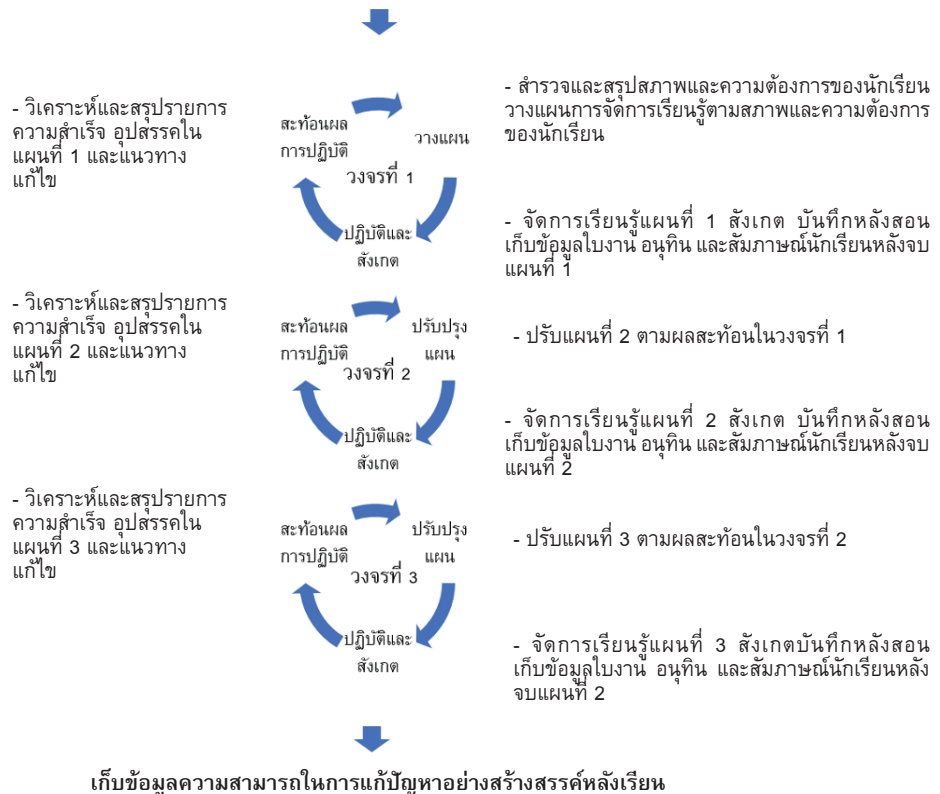 - วิเคราะห์และสรุปรายการ
ความสำเร็จ อุปสรรคใน
แผนที่ 1 และแนวทาง
แก้ไข
สะท้อนผล
การปฏิบัติ
วางแผน
วงจรที่ 1
ปฏิบัติและ
สังเกต
- สำรวจและสรุปสภาพและความต้องการของนักเรียน
วางแผนการจัดการเรียนรู้ตามสภาพและความต้องการ
ของนักเรียน
- จัดการเรียนรู้แผนที่ 1 สังเกต บันทึกหลังสอน
เก็บข้อมูลใบงาน อนุทิน และสัมภาษณ์นักเรียนหลังจบ
แผนที่ 1
- วิเคราะห์และสรุปรายการ
ความสำเร็จ อุปสรรคใน
แผนที่ 2 และแนวทาง
แก้ไข
สะท้อนผล
การปฏิบัติ
ปรับปรุง
แผน
วงจรที่ 2
ปฏิบัติและ
สังเกต
- ปรับแผนที่ 2 ตามผลสะท้อนในวงจรที่ 1
- จัดการเรียนรู้แผนที่ 2 สังเกต บันทึกหลังสอน
เก็บข้อมูลใบงาน อนุทิน และสัมภาษณ์นักเรียนหลังจบ
แผนที่ 2
- วิเคราะห์และสรุปรายการ
ความสำเร็จ อุปสรรคใน
แผนที่ 3 และแนวทาง
แก้ไข
สะท้อนผล
การปฏิบัติ
ปรับปรุง
แผน
วงจรที่ 3
ปฏิบัติและ
สังเกต
- ปรับแผนที่ 3 ตามผลสะท้อนในวงจรที่ 2
- จัดการเรียนรู้แผนที่ 3 สังเกตบันทึกหลังสอน
เก็บข้อมูลใบงาน อนุทิน และสัมภาษณ์นักเรียนหลัง
จบแผนที่ 2
เก็บข้อมูลความสามารถในการแก้ปัญหาอย่างสร้างสรรค์หลังเรียน